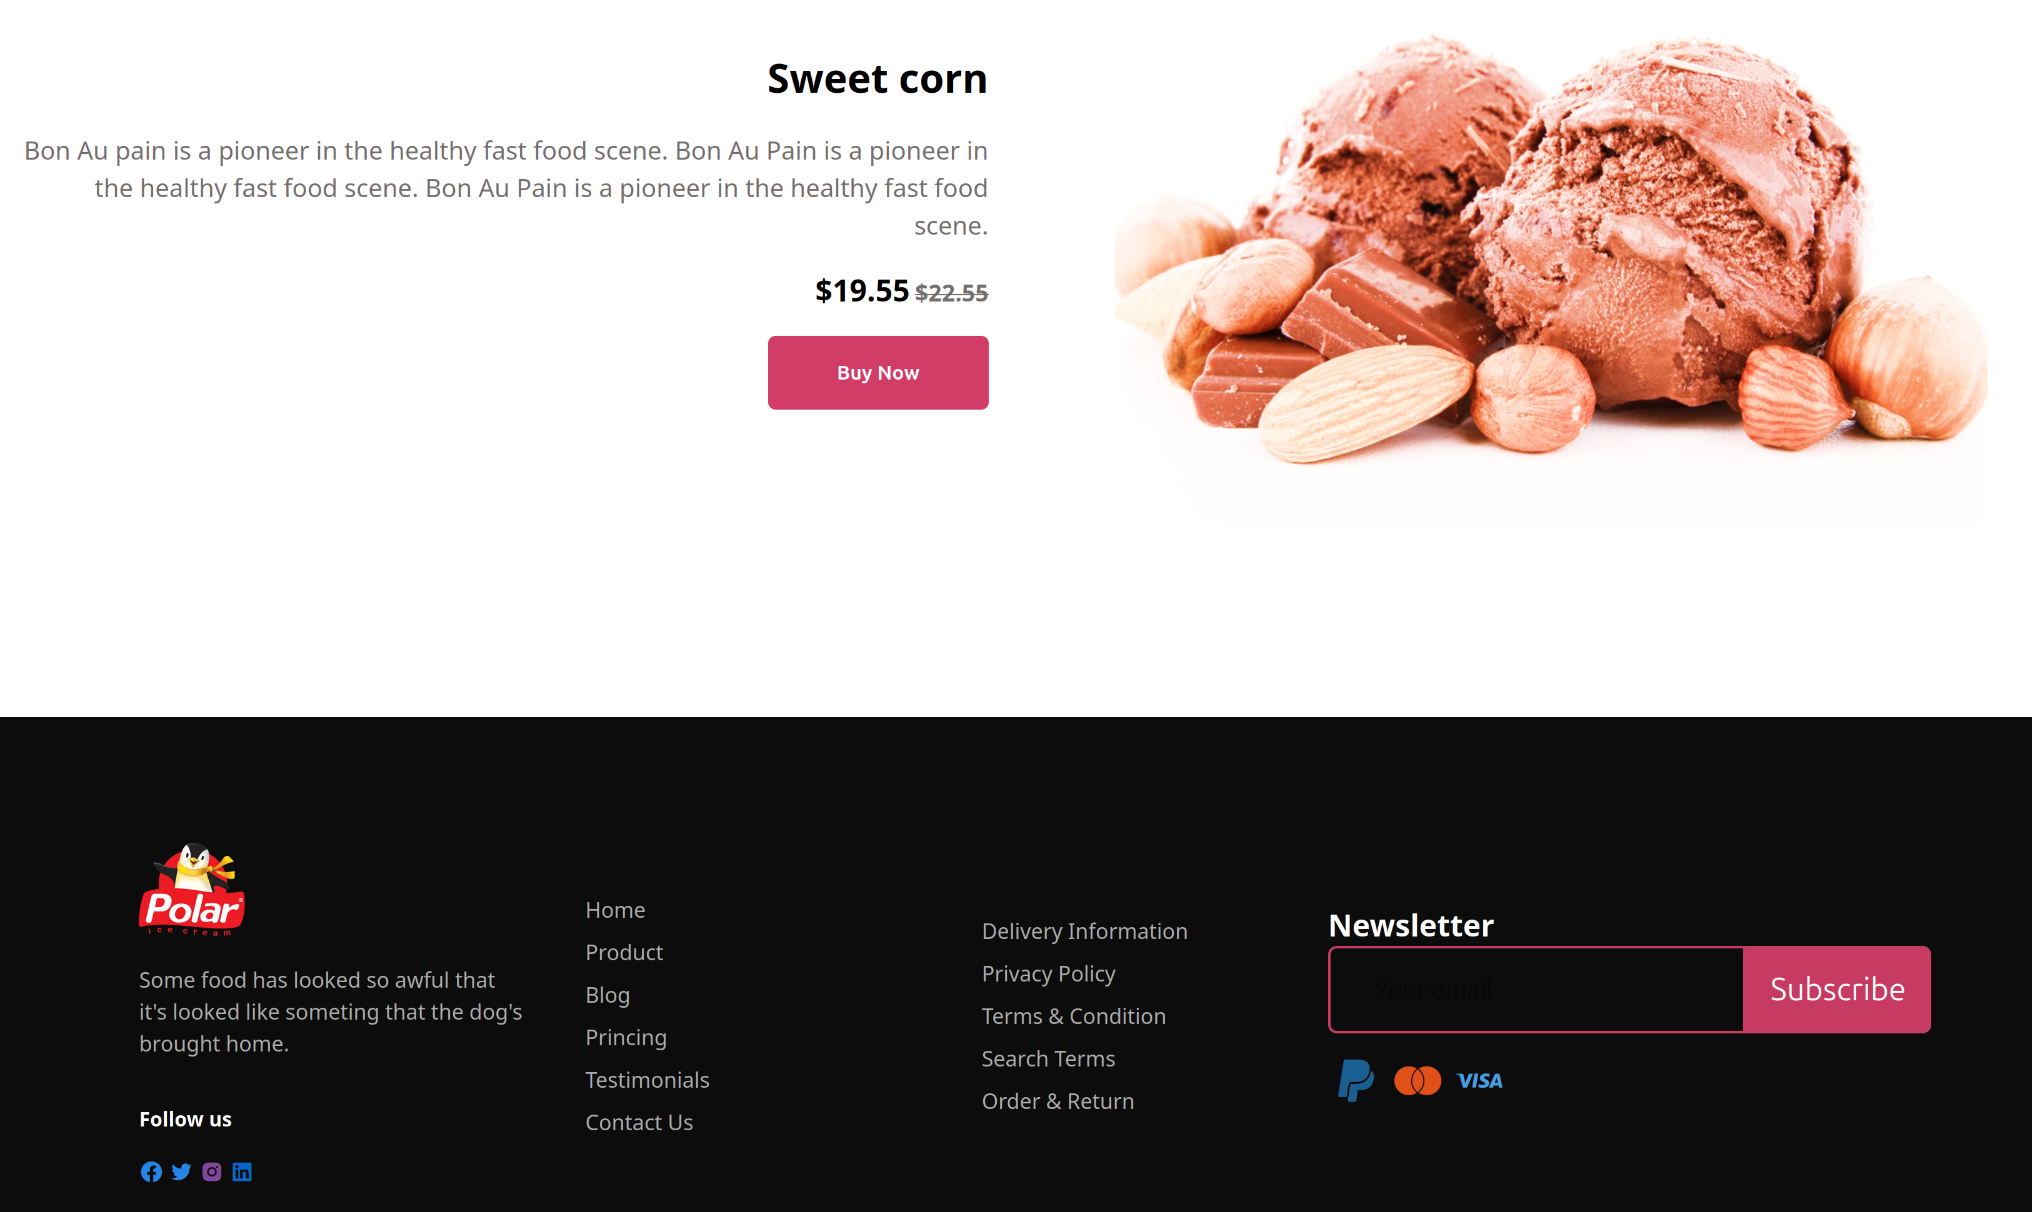 Sweet corn
Bon Au pain is a pioneer in the healthy fast food scene. Bon Au Pain is a pioneer in
the healthy fast food scene. Bon Au Pain is a pioneer in the healthy fast food
scene.
$19.55 $22.55
Buy Now
Polar
ice cream
Some food has looked so awful that
it's looked like someting that the dog's
brought home.
Follow us
Home
Product
Blog
Princing
Testimonials
Contact Us
Delivery Information
Privacy Policy
Terms & Condition
Search Terms
Order & Return
Newsletter
Your email
Subscribe
VISA